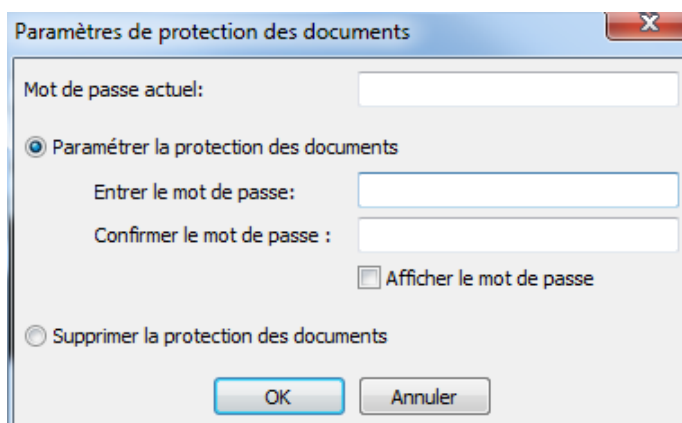 Paramètres de protection des documents
Mot de passe actuel:
Paramétrer la protection des documents
Entrer le mot de passe:
Confirmer le mot de passe :
Afficher le mot de passe
Supprimer la protection des documents
OK Annuler